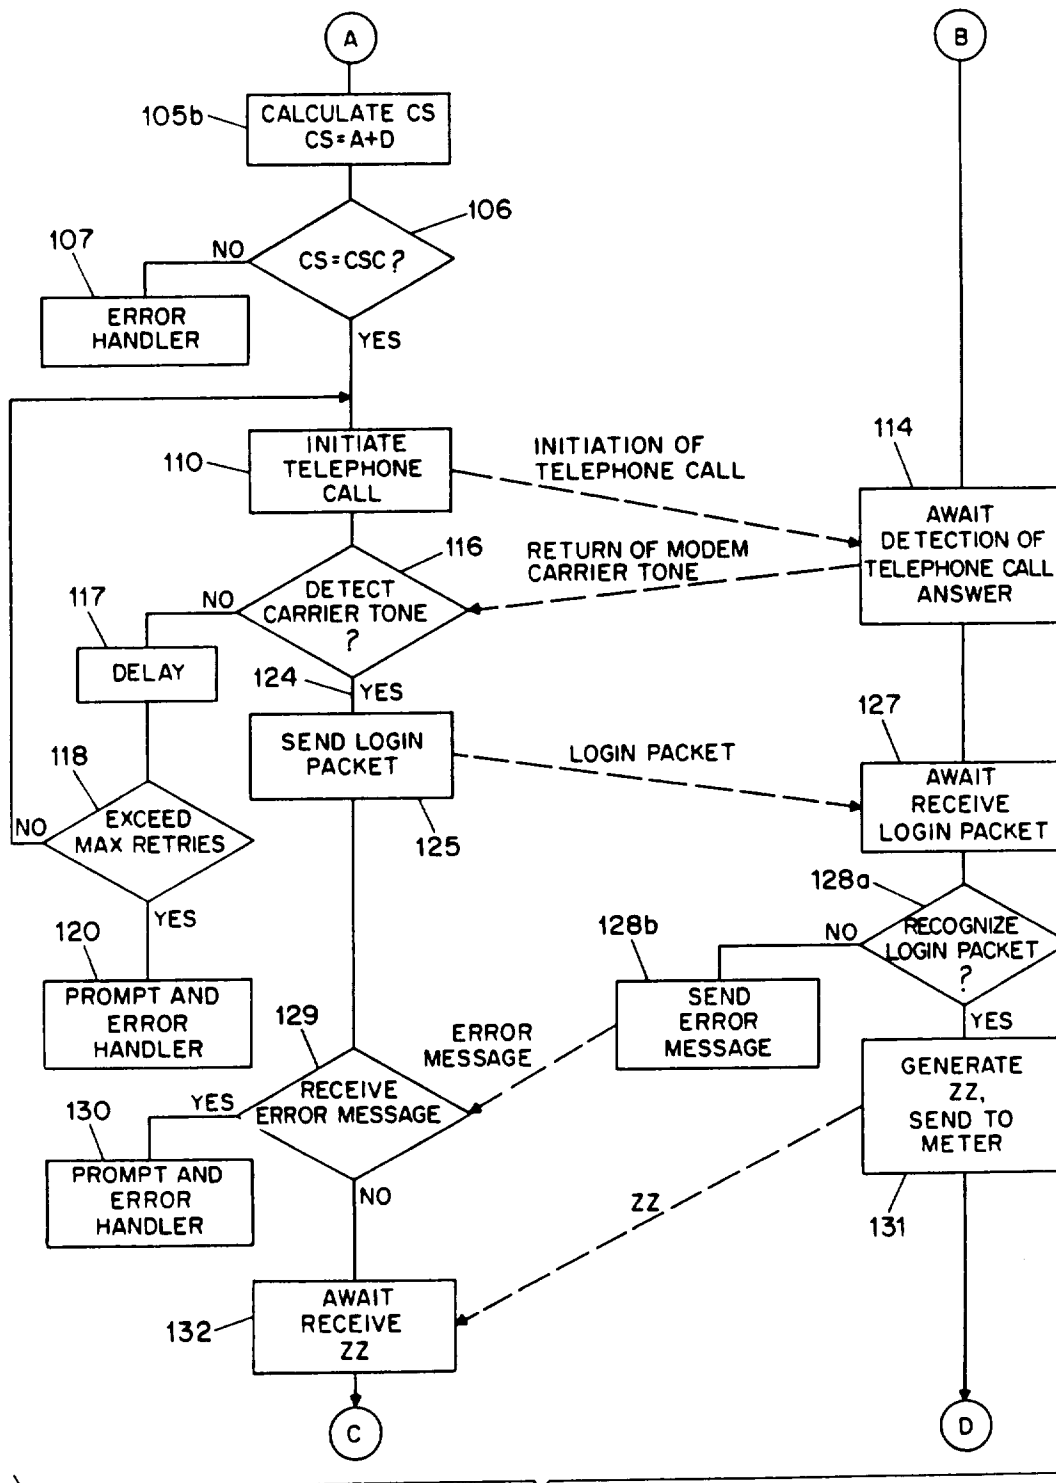 A
B
105b
CALCULATE CS
CS=A+D
106
CS=CSC?
107
NO
ERROR
HANDLER
YES
110
INITIATE
TELEPHONE
CALL
INITIATION OF
TELEPHONE CALL
114
AWAIT
DETECTION OF
TELEPHONE CALL
ANSWER
116
RETURN OF MODEM
CARRIER TONE
DETECT
CARRIER TONE
?
NO
117
DELAY
124
YES
SEND LOGIN
PACKET
125
LOGIN PACKET
127
AWAIT
RECEIVE
LOGIN PACKET
118
EXCEED
MAX RETRIES
NO
YES
120
PROMPT AND
ERROR
HANDLER
128a
RECOGNIZE
LOGIN PACKET
?
NO
YES
128b
SEND
ERROR
MESSAGE
ERROR
MESSAGE
129
RECEIVE
ERROR MESSAGE
YES
NO
130
PROMPT AND
ERROR
HANDLER
GENERATE
ZZ,
SEND TO
METER
131
ZZ
132
AWAIT
RECEIVE
ZZ
C
D